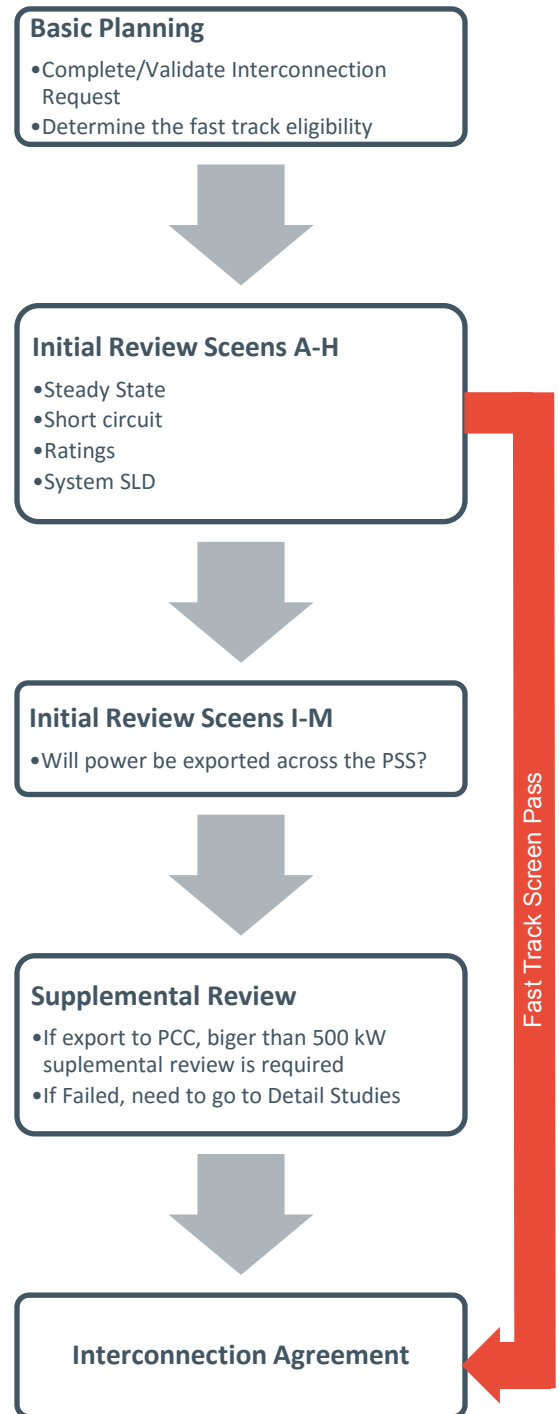 Basic Planning
•Complete/Validate Interconnection
Request
•Determine the fast track eligibility
Initial Review Sceens A-H
•Steady State
•Short circuit
•Ratings
•System SLD
Initial Review Sceens I-M
•Will power be exported across the PSS?
Supplemental Review
•If export to PCC, biger than 500 kW
suplemental review is required
•If Failed, need to go to Detail Studies
Interconnection Agreement
Fast Track Screen Pass